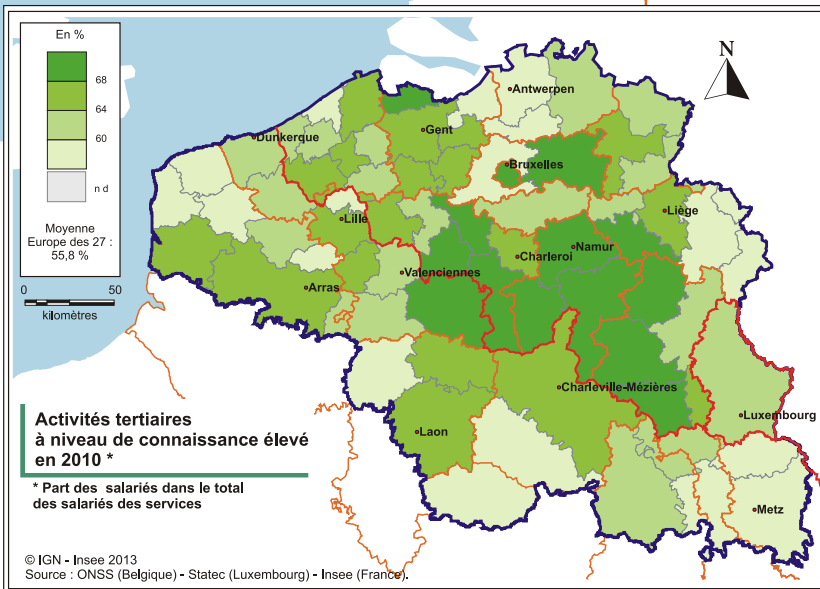 En %
68
64
60
n d
Moyenne
Europe des 27 :
55,8 %
0
50
kilomètres
N
Antwerpen
Dunkerque
Gent
Bruxelles
Lille
Liège
Namur
Charleroi
Valenciennes
Arras
Charleville-Mézières
Luxembourg
Laon
Metz
Activités tertiaires
à niveau de connaissance élevé
en 2010 *
* Part des salariés dans le total
des salariés des services
© IGN - Insee 2013
Source : ONSS (Belgique) - Statec (Luxembourg) - Insee (France).